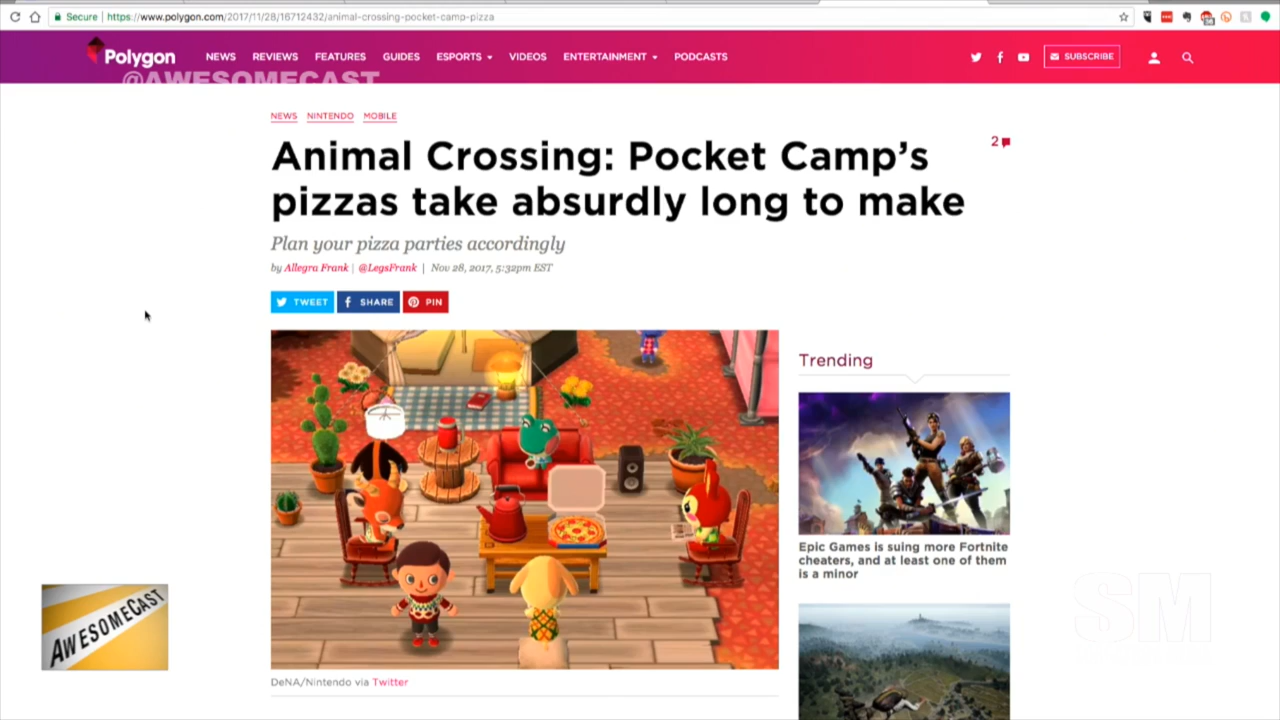 Secure https://www.polygon.com/2017/11/28/16712432/animal-crossing-pocket-camp-pizza
Polygon NEWS REVIEWS FEATURES GUIDES ESPORTS VIDEOS ENTERTAINMENT PODCASTS SUBSCRIBE
@AWESOMECAST
NEWS NINTENDO MOBILE
2
Animal Crossing: Pocket Camp's
pizzas take absurdly long to make
Plan your pizza parties accordingly
by Allegra Frank | @LegsFrank | Nov 28, 2017, 5:32pm EST
TWEET SHARE PIN
Trending
Epic Games is suing more Fortnite
cheaters, and at least one of them
is a minor
AWESOMECAST
SM
DeNA/Nintendo via Twitter